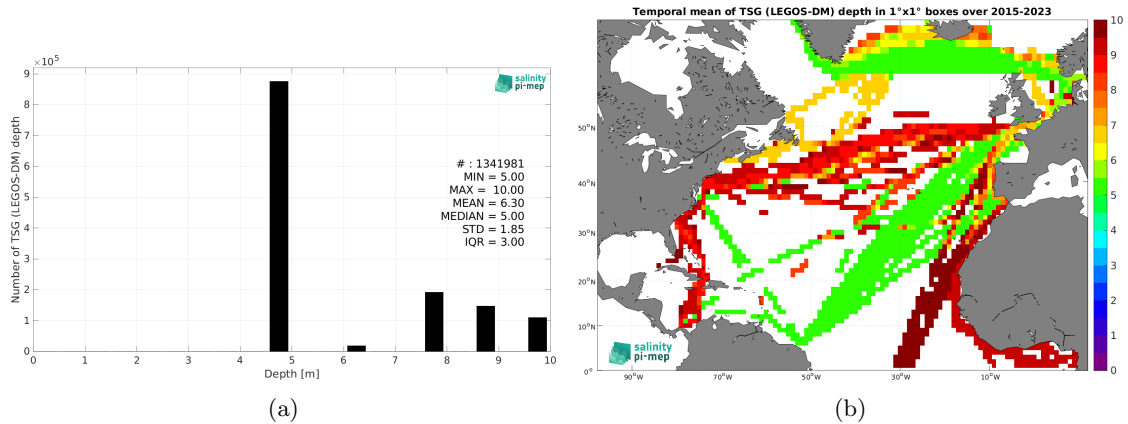 ×10⁵
9
8
7
6
5
4
3
2
1
0
Number of TSG (LEGOS-DM) depth
salinity
pi-mep
# : 1341981
MIN = 5.00
MAX = 10.00
MEAN = 6.30
MEDIAN = 5.00
STD = 1.85
IQR = 3.00
0 1 2 3 4 5 6 7 8 9 10
Depth [m]
(a)
Temporal mean of TSG (LEGOS-DM) depth in 1°x1° boxes over 2015-2023
50°N
40°N
30°N
20°N
10°N
0°
90°W 70°W 50°W 30°W 10°W
salinity
pi-mep
10
9
8
7
6
5
4
3
2
1
0
(b)